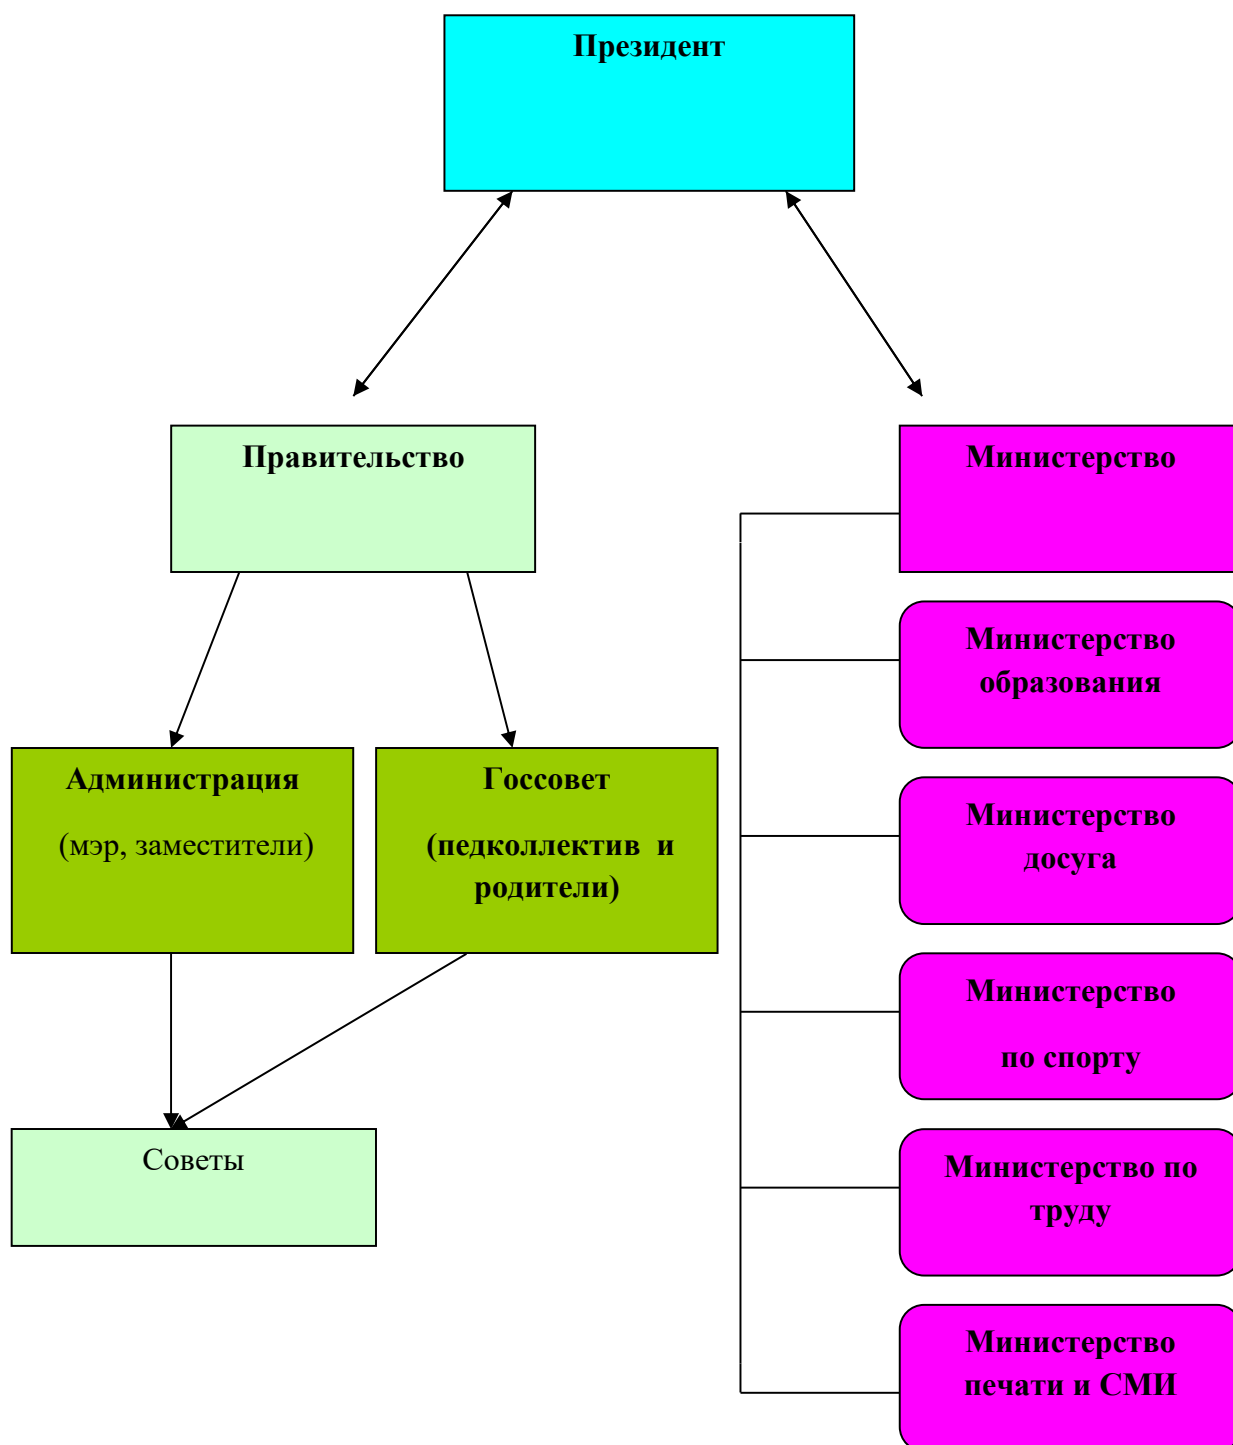 Президент
Правительство
Министерство
Министерство
образования
Администрация
(мэр, заместители)
Госсовет
(педколлектив и
родители)
Министерство
досуга
Министерство
по спорту
Советы
Министерство по
труду
Министерство
печати и СМИ